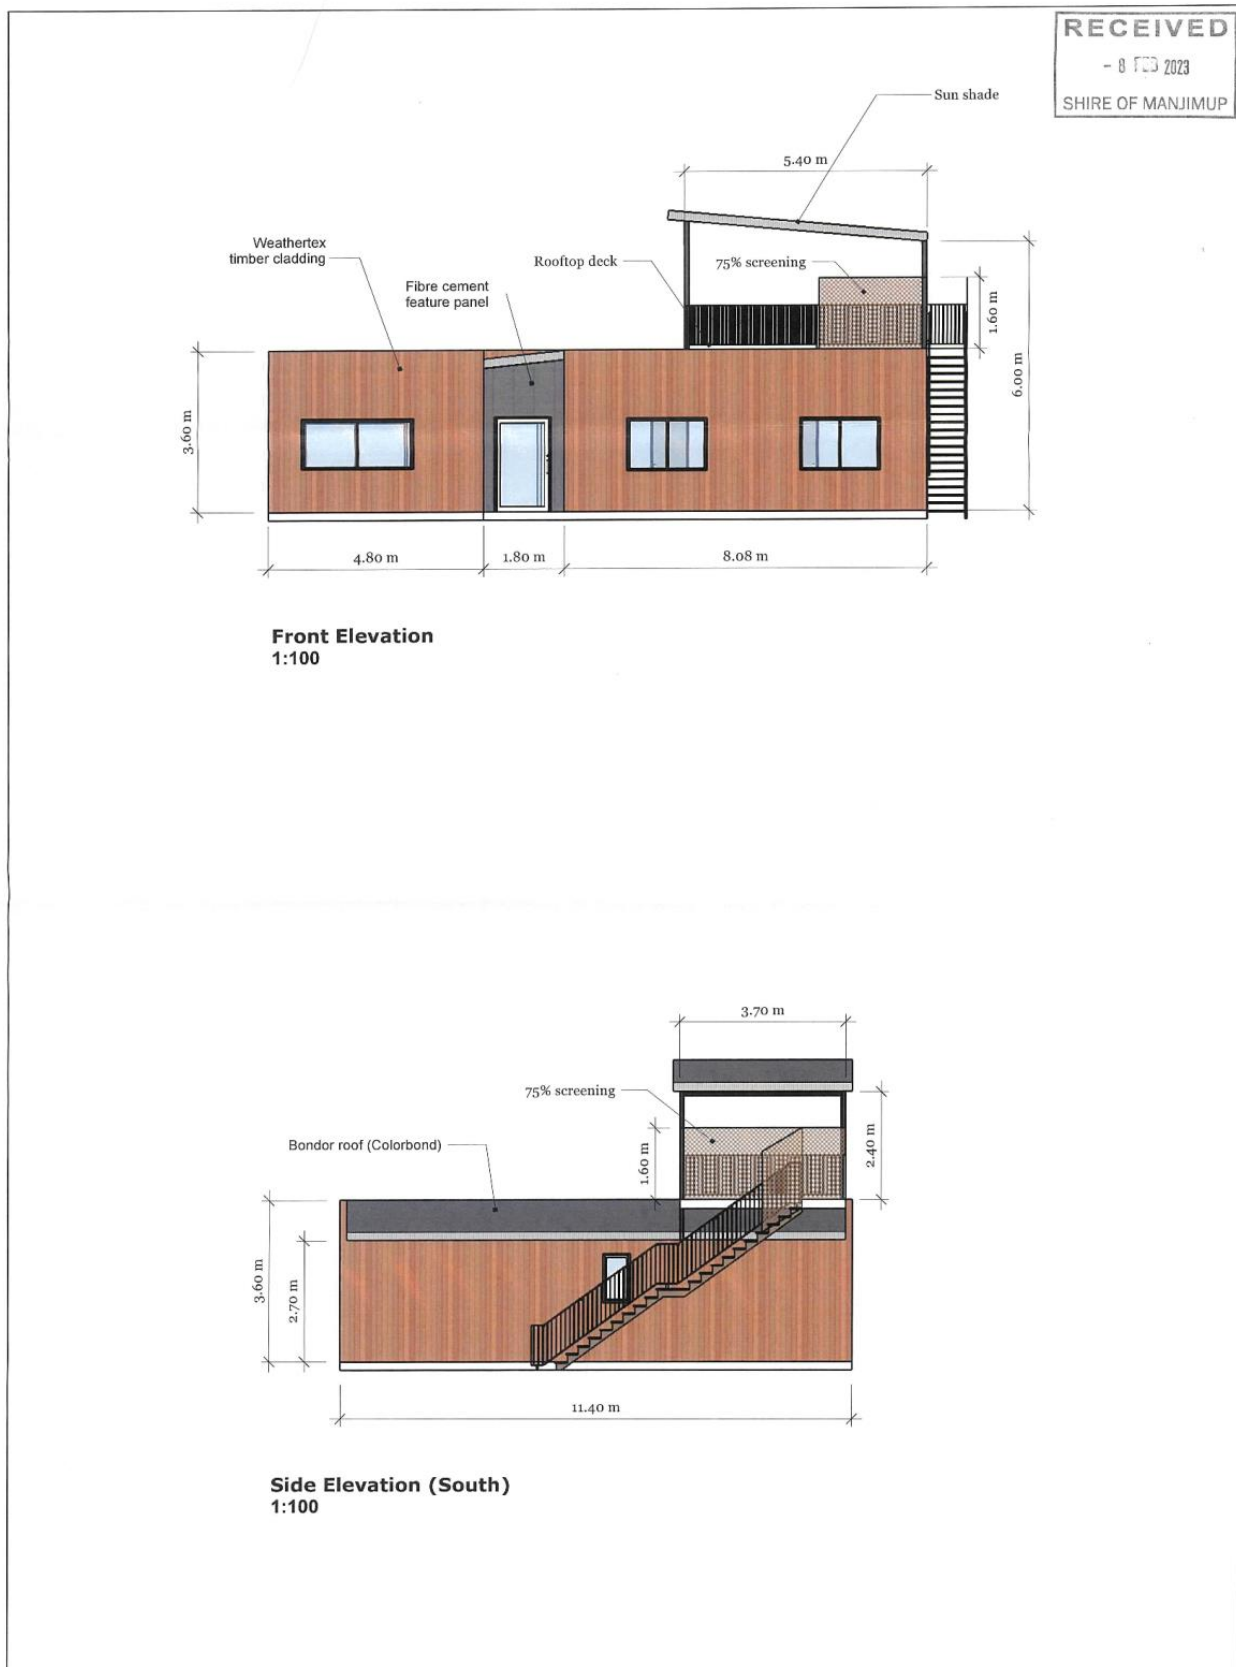 RECEIVED
- 8 FEB 2023
SHIRE OF MANJIMUP
Sun shade
5.40 m
Weathertex
timber cladding
Rooftop deck
75% screening
Fibre cement
feature panel
1.60 m
6.00 m
3.60 m
4.80 m
1.80 m
8.08 m
Front Elevation
1:100
3.70 m
75% screening
Bondor roof (Colorbond)
1.60 m
2.40 m
3.60 m
2.70 m
11.40 m
Side Elevation (South)
1:100